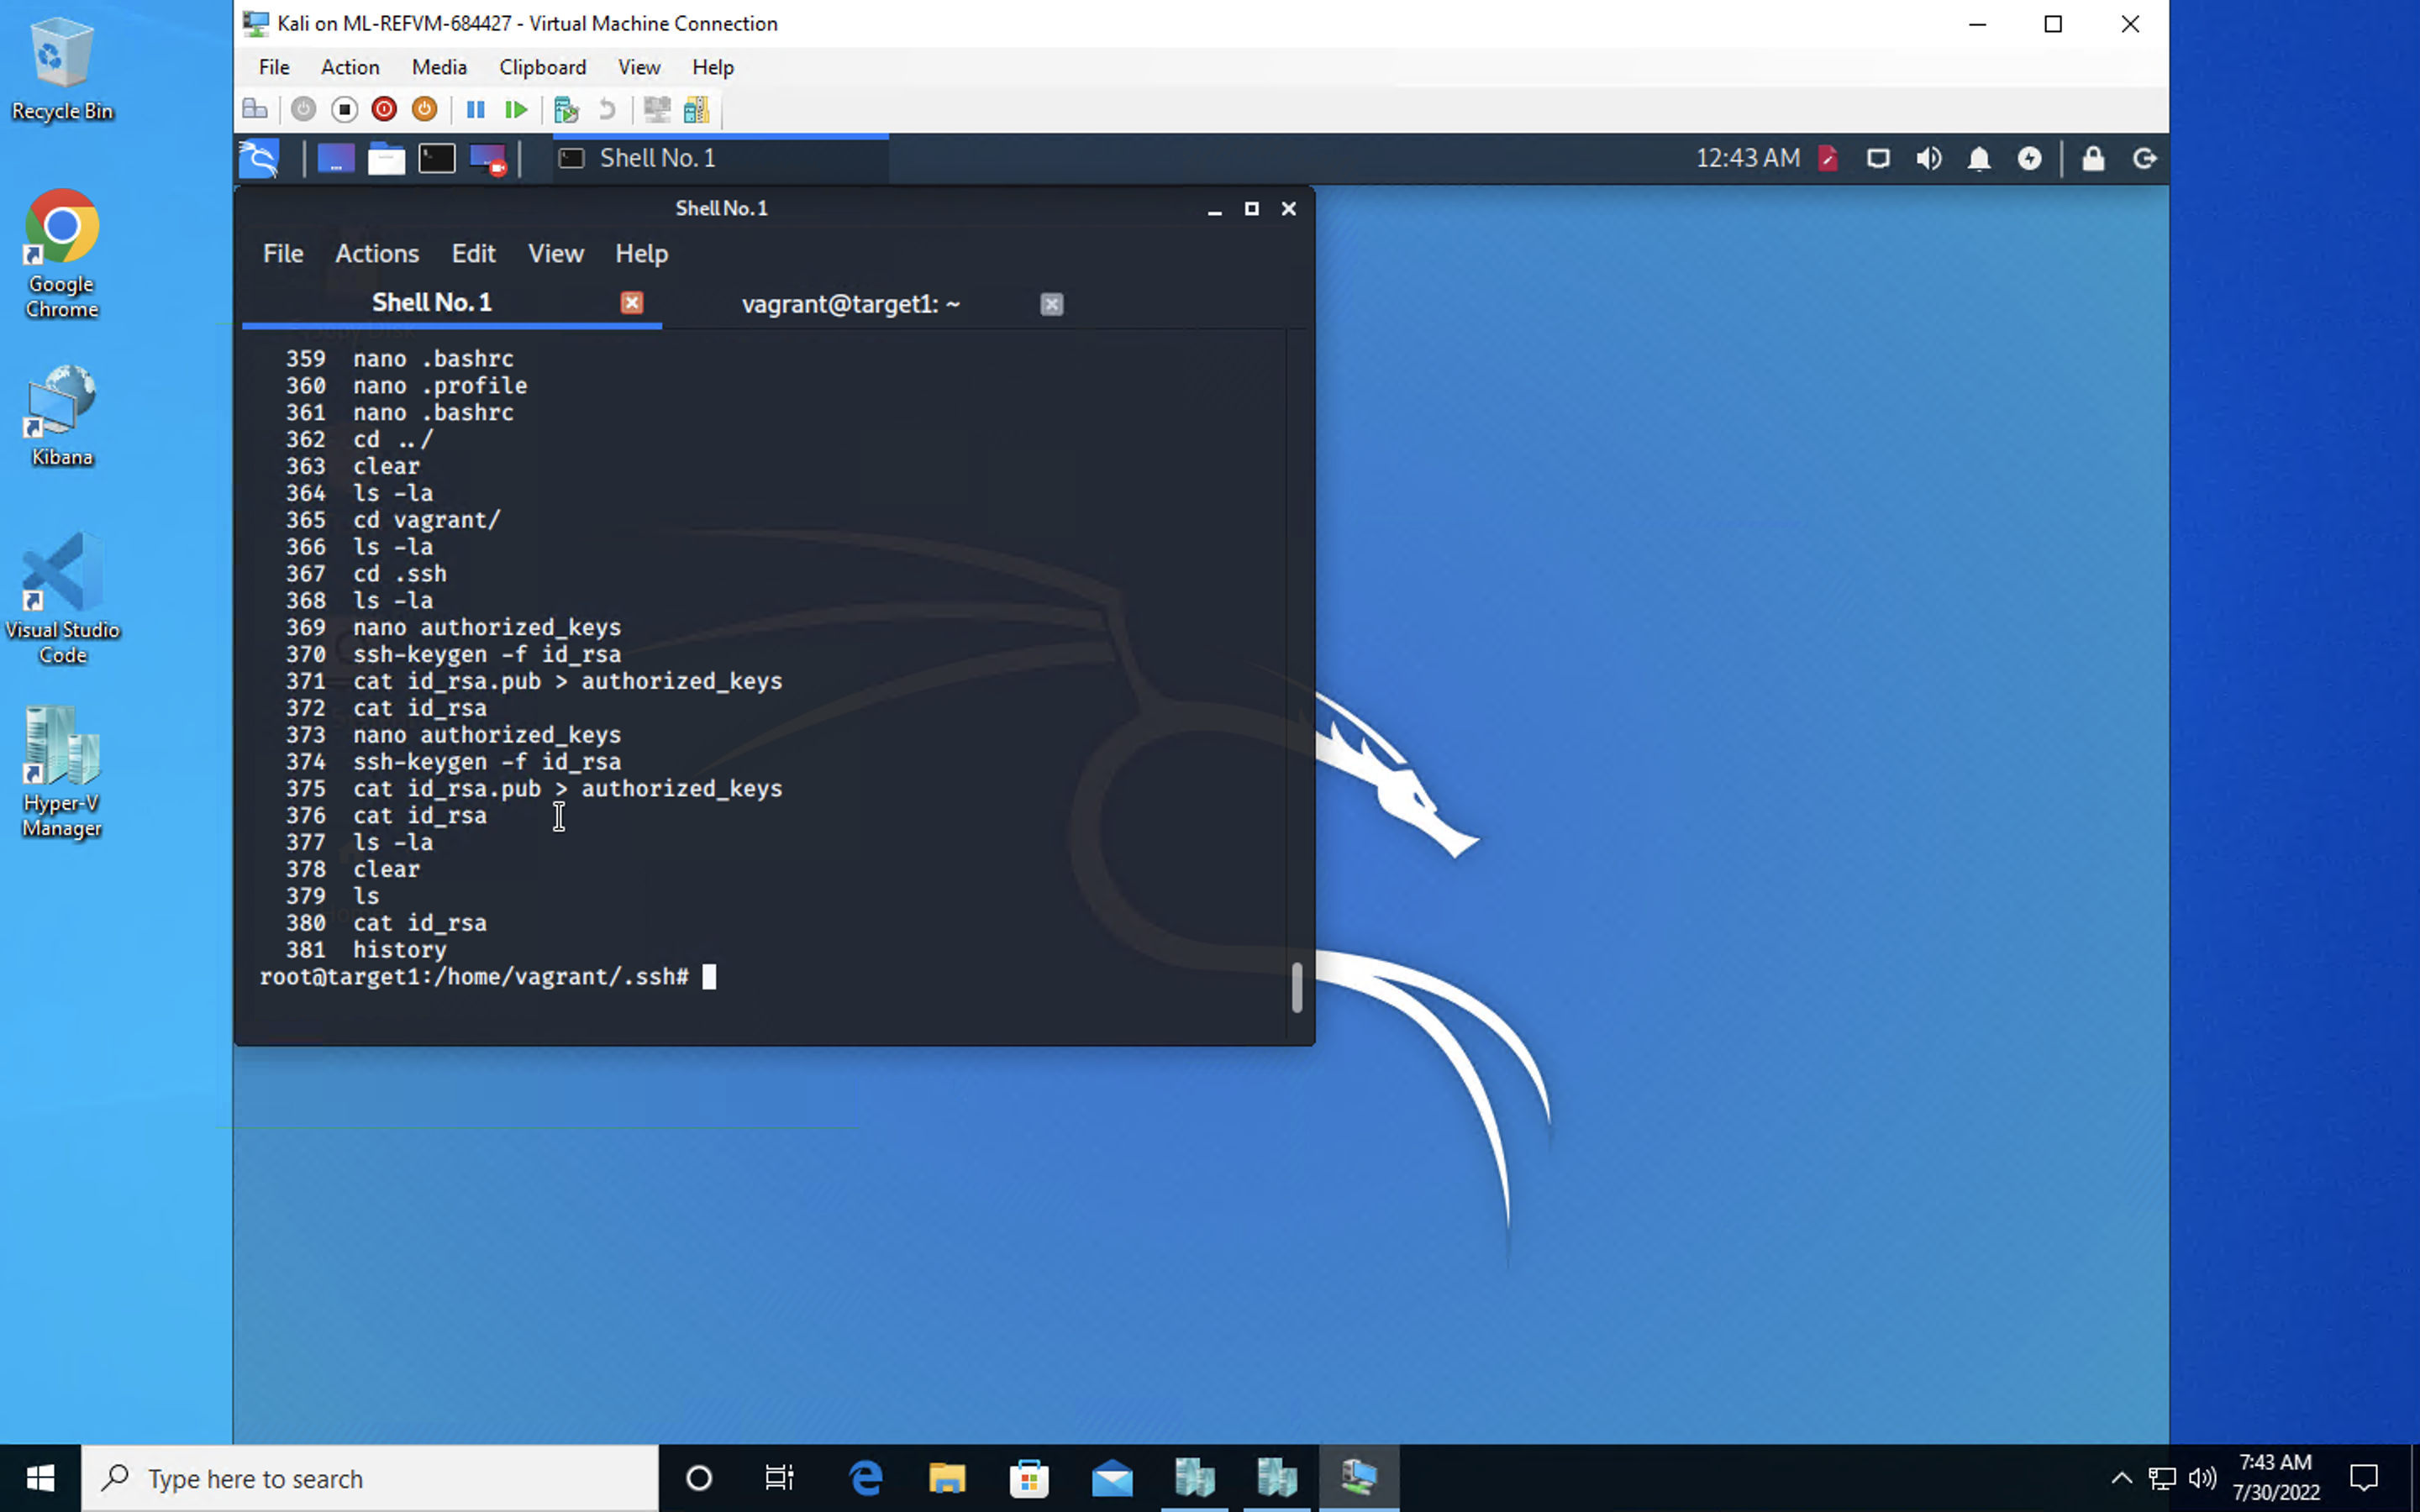 Recycle Bin
Google
Chrome
Kibana
Visual Studio
Code
Hyper-V
Manager
Kali on ML-REFVM-684427 - Virtual Machine Connection
File Action Media Clipboard View Help
Shell No. 1
12:43 AM
Shell No. 1
File Actions Edit View Help
Shell No. 1
vagrant@target1: ~
359 nano .bashrc
360 nano .profile
361 nano .bashrc
362 cd ../
363 clear
364 ls -la
365 cd vagrant/
366 ls -la
367 cd .ssh
368 ls -la
369 nano authorized_keys
370 ssh-keygen -f id_rsa
371 cat id_rsa.pub > authorized_keys
372 cat id_rsa
373 nano authorized_keys
374 ssh-keygen -f id_rsa
375 cat id_rsa.pub > authorized_keys
376 cat id_rsa
377 ls -la
378 clear
379 ls
380 cat id_rsa
381 history
root@target1:/home/vagrant/.ssh#
Type here to search
7:43 AM
7/30/2022